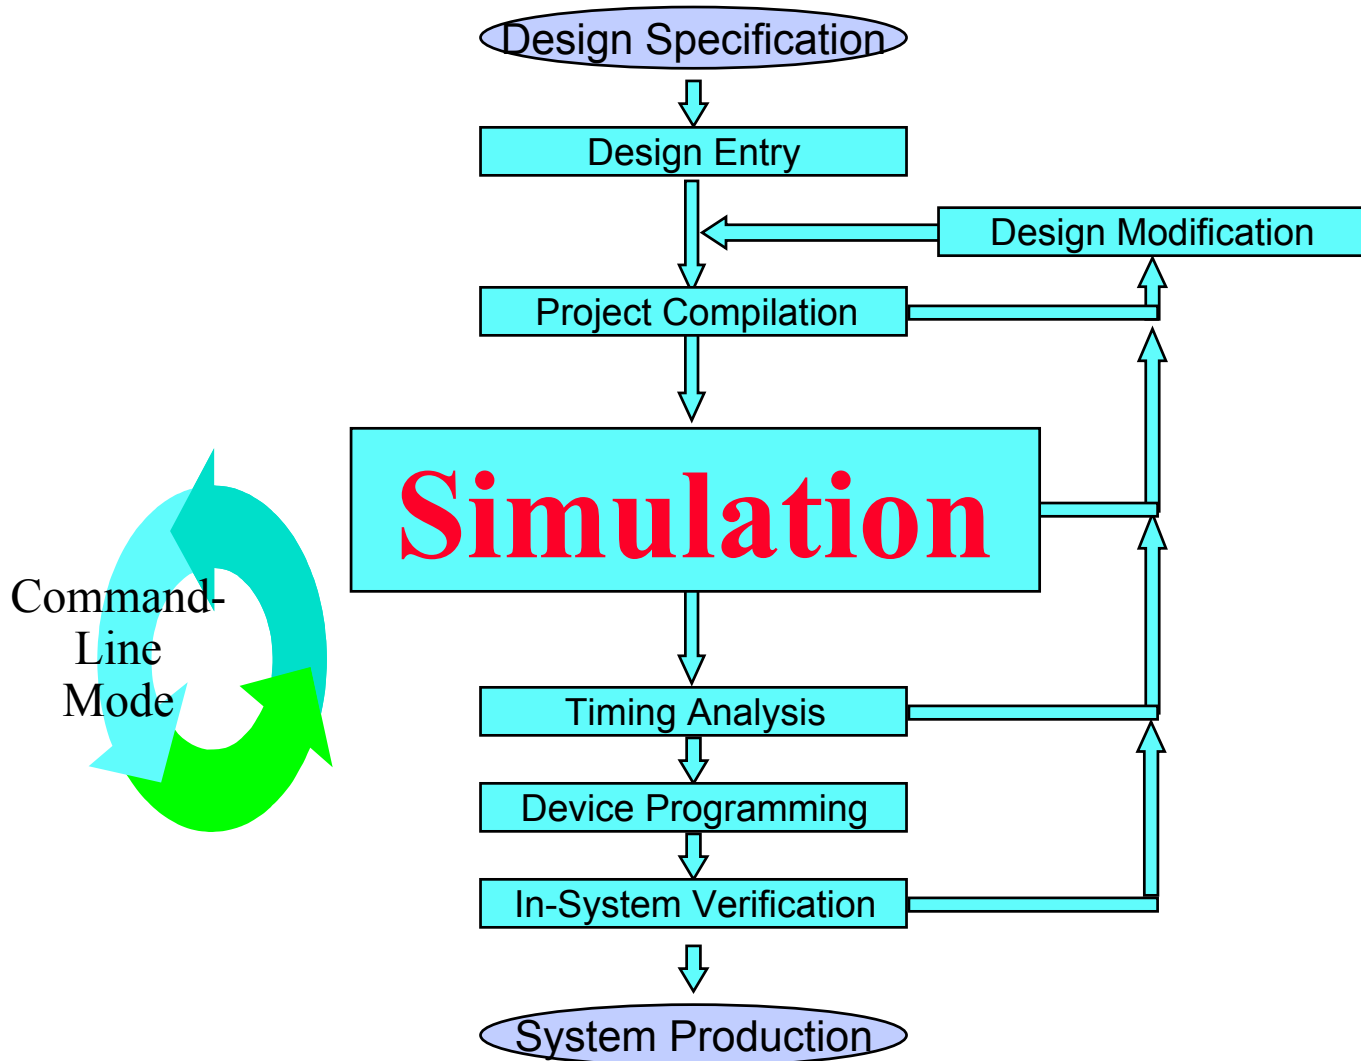 Design Specification
Design Entry
Design Modification
Project Compilation
Simulation
Command-
Line
Mode
Timing Analysis
Device Programming
In-System Verification
System Production